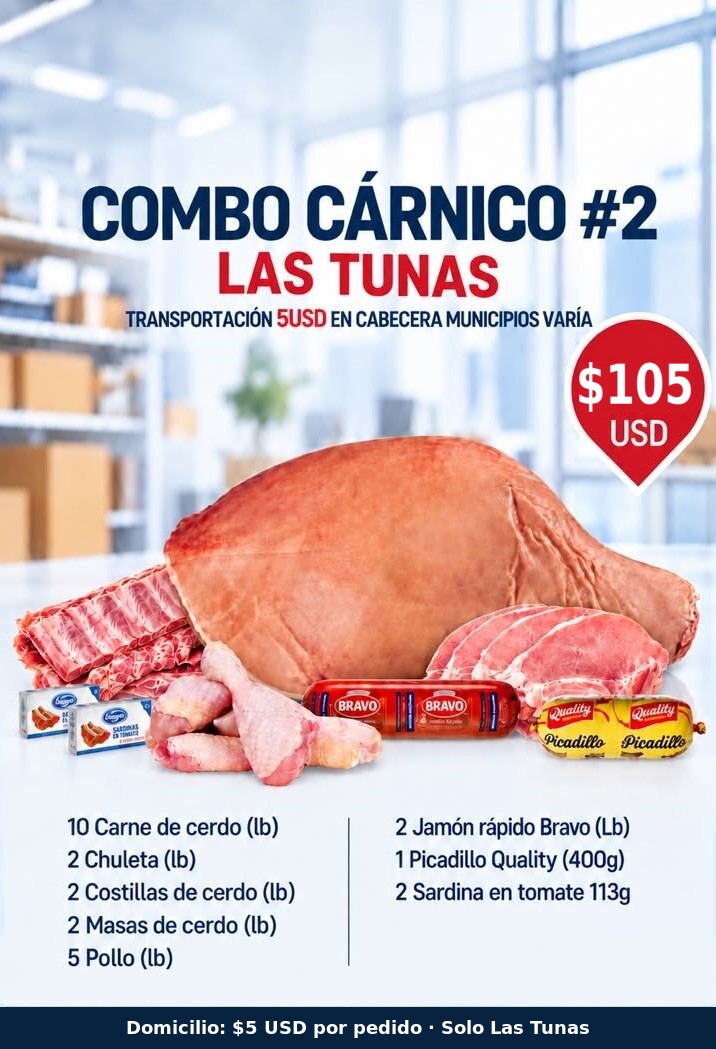 COMBO CÁRNICO #2
LAS TUNAS
TRANSPORTACIÓN 5USD EN CABECERA MUNICIPIOS VARÍA
$105
USD
BRAVO
BRAVO
SARDINAS
EN TOMATE
Quality
Quality
Picadillo
Picadillo
10 Carne de cerdo (lb)
2 Chuleta (lb)
2 Costillas de cerdo (lb)
2 Masas de cerdo (lb)
5 Pollo (lb)
2 Jamón rápido Bravo (Lb)
1 Picadillo Quality (400g)
2 Sardina en tomate 113g
Domicilio: $5 USD por pedido · Solo Las Tunas